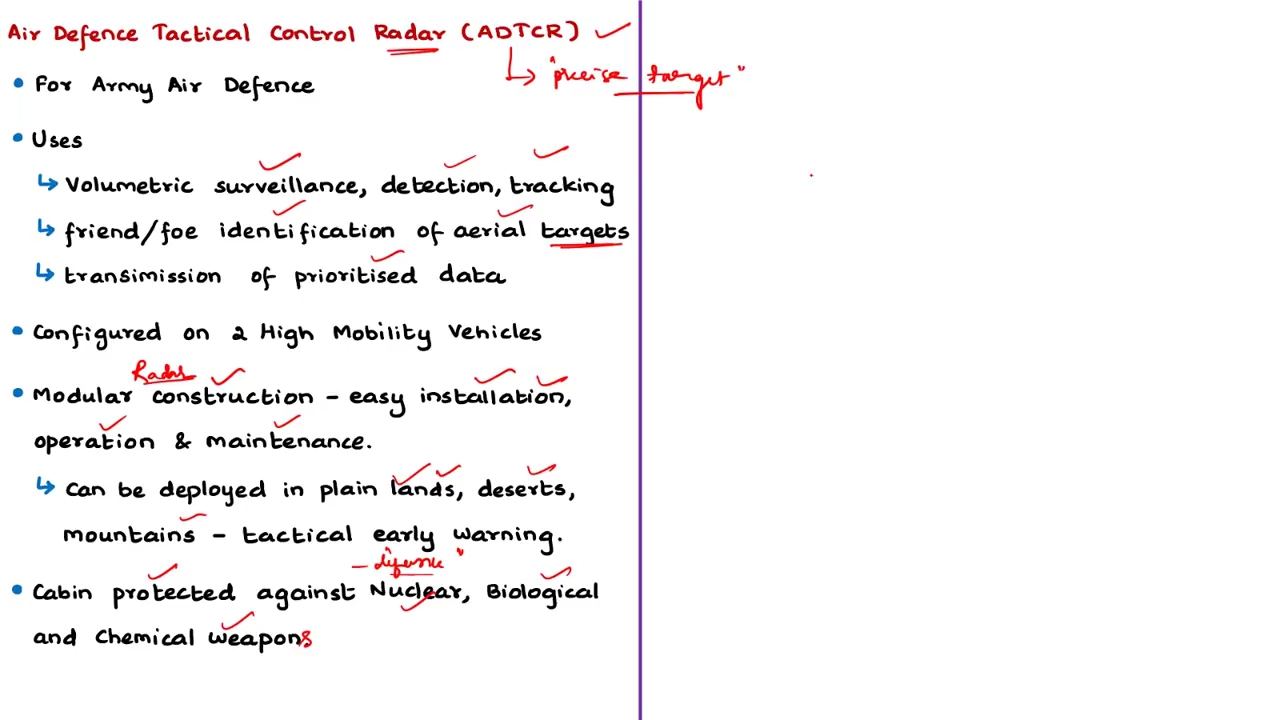 Air Defence Tactical Control Radar (ADTCR)
"precise target"
• For Army Air Defence
• Uses
↳ Volumetric surveillance, detection, tracking
↳ friend/foe identification of aerial targets
↳ transimission of prioritised data
• Configured on 2 High Mobility Vehicles
Radar
• Modular construction - easy installation,
operation & maintenance.
↳ Can be deployed in plain lands, deserts,
mountains - tactical early warning.
- defence "
• Cabin protected against Nuclear, Biological
and Chemical weapons